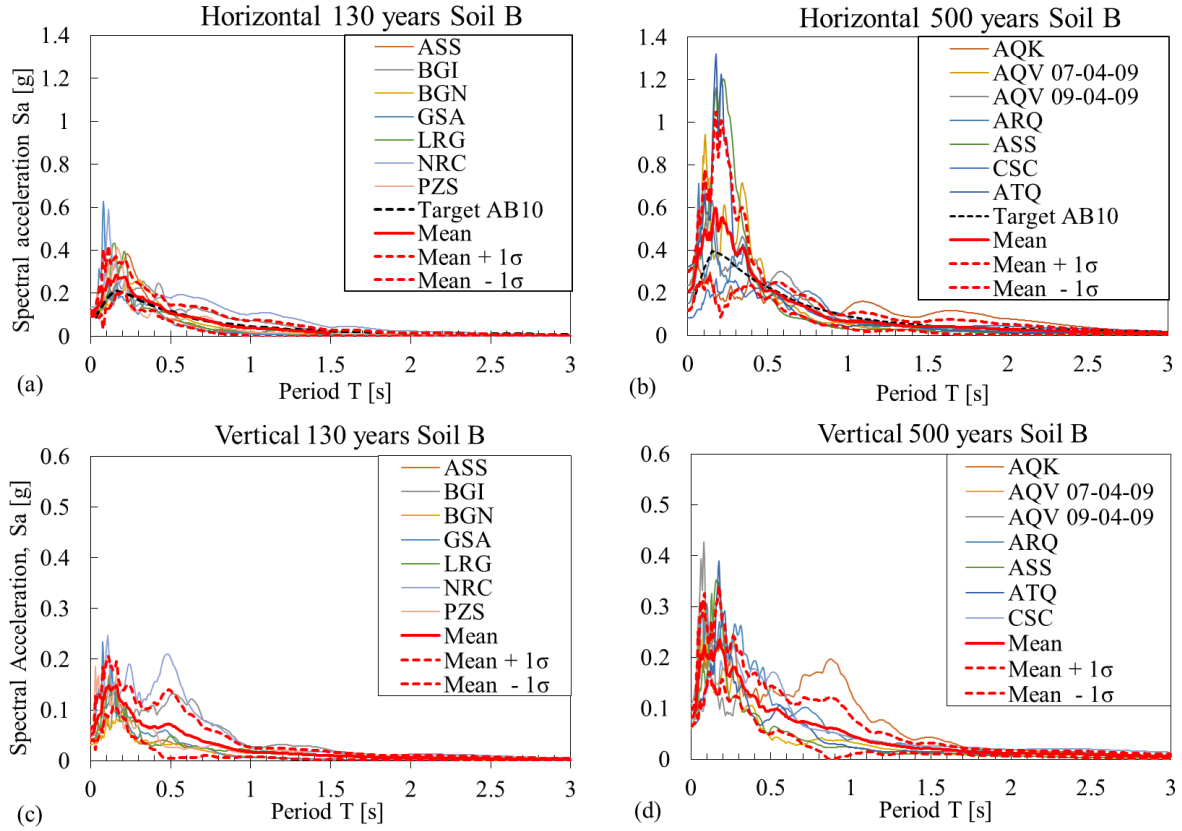 Horizontal 130 years Soil B
Spectral acceleration Sa [g]
1.4
1.2
1
0.8
0.6
0.4
0.2
0
ASS
BGI
BGN
GSA
LRG
NRC
PZS
Target AB10
Mean
Mean + 1σ
Mean - 1σ
0 0.5 1 1.5 2 2.5 3
Period T [s]
(a)
Horizontal 500 years Soil B
1.4
1.2
1
0.8
0.6
0.4
0.2
0
AQK
AQV 07-04-09
AQV 09-04-09
ARQ
ASS
CSC
ATQ
Target AB10
Mean
Mean + 1σ
Mean - 1σ
0 0.5 1 1.5 2 2.5 3
Period T [s]
(b)
Vertical 130 years Soil B
Spectral Acceleration, Sa [g]
0.6
0.5
0.4
0.3
0.2
0.1
0
ASS
BGI
BGN
GSA
LRG
NRC
PZS
Mean
Mean + 1σ
Mean - 1σ
0 0.5 1 1.5 2 2.5 3
Period T [s]
(c)
Vertical 500 years Soil B
0.6
0.5
0.4
0.3
0.2
0.1
0
AQK
AQV 07-04-09
AQV 09-04-09
ARQ
ASS
ATQ
CSC
Mean
Mean + 1σ
Mean - 1σ
0 0.5 1 1.5 2 2.5 3
Period T [s]
(d)